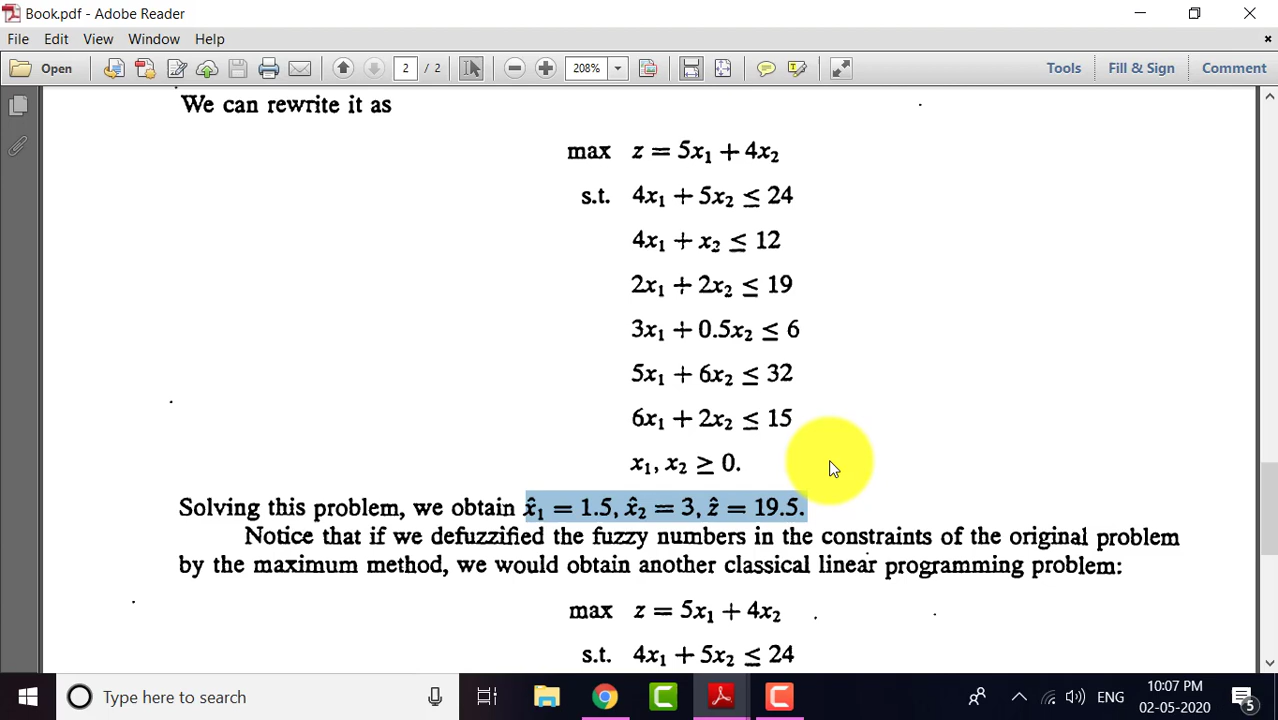 Book.pdf - Adobe Reader
File Edit View Window Help
Open 2 / 2 208% Tools Fill & Sign Comment
We can rewrite it as
max z = 5x₁ + 4x₂
s.t. 4x₁ + 5x₂ ≤ 24
4x₁ + x₂ ≤ 12
2x₁ + 2x₂ ≤ 19
3x₁ + 0.5x₂ ≤ 6
5x₁ + 6x₂ ≤ 32
6x₁ + 2x₂ ≤ 15
x₁, x₂ ≥ 0.
Solving this problem, we obtain x̂₁ = 1.5, x̂₂ = 3, ẑ = 19.5.
Notice that if we defuzzified the fuzzy numbers in the constraints of the original problem
by the maximum method, we would obtain another classical linear programming problem:
max z = 5x₁ + 4x₂
s.t. 4x₁ + 5x₂ ≤ 24
Type here to search ENG 10:07 PM
02-05-2020 5